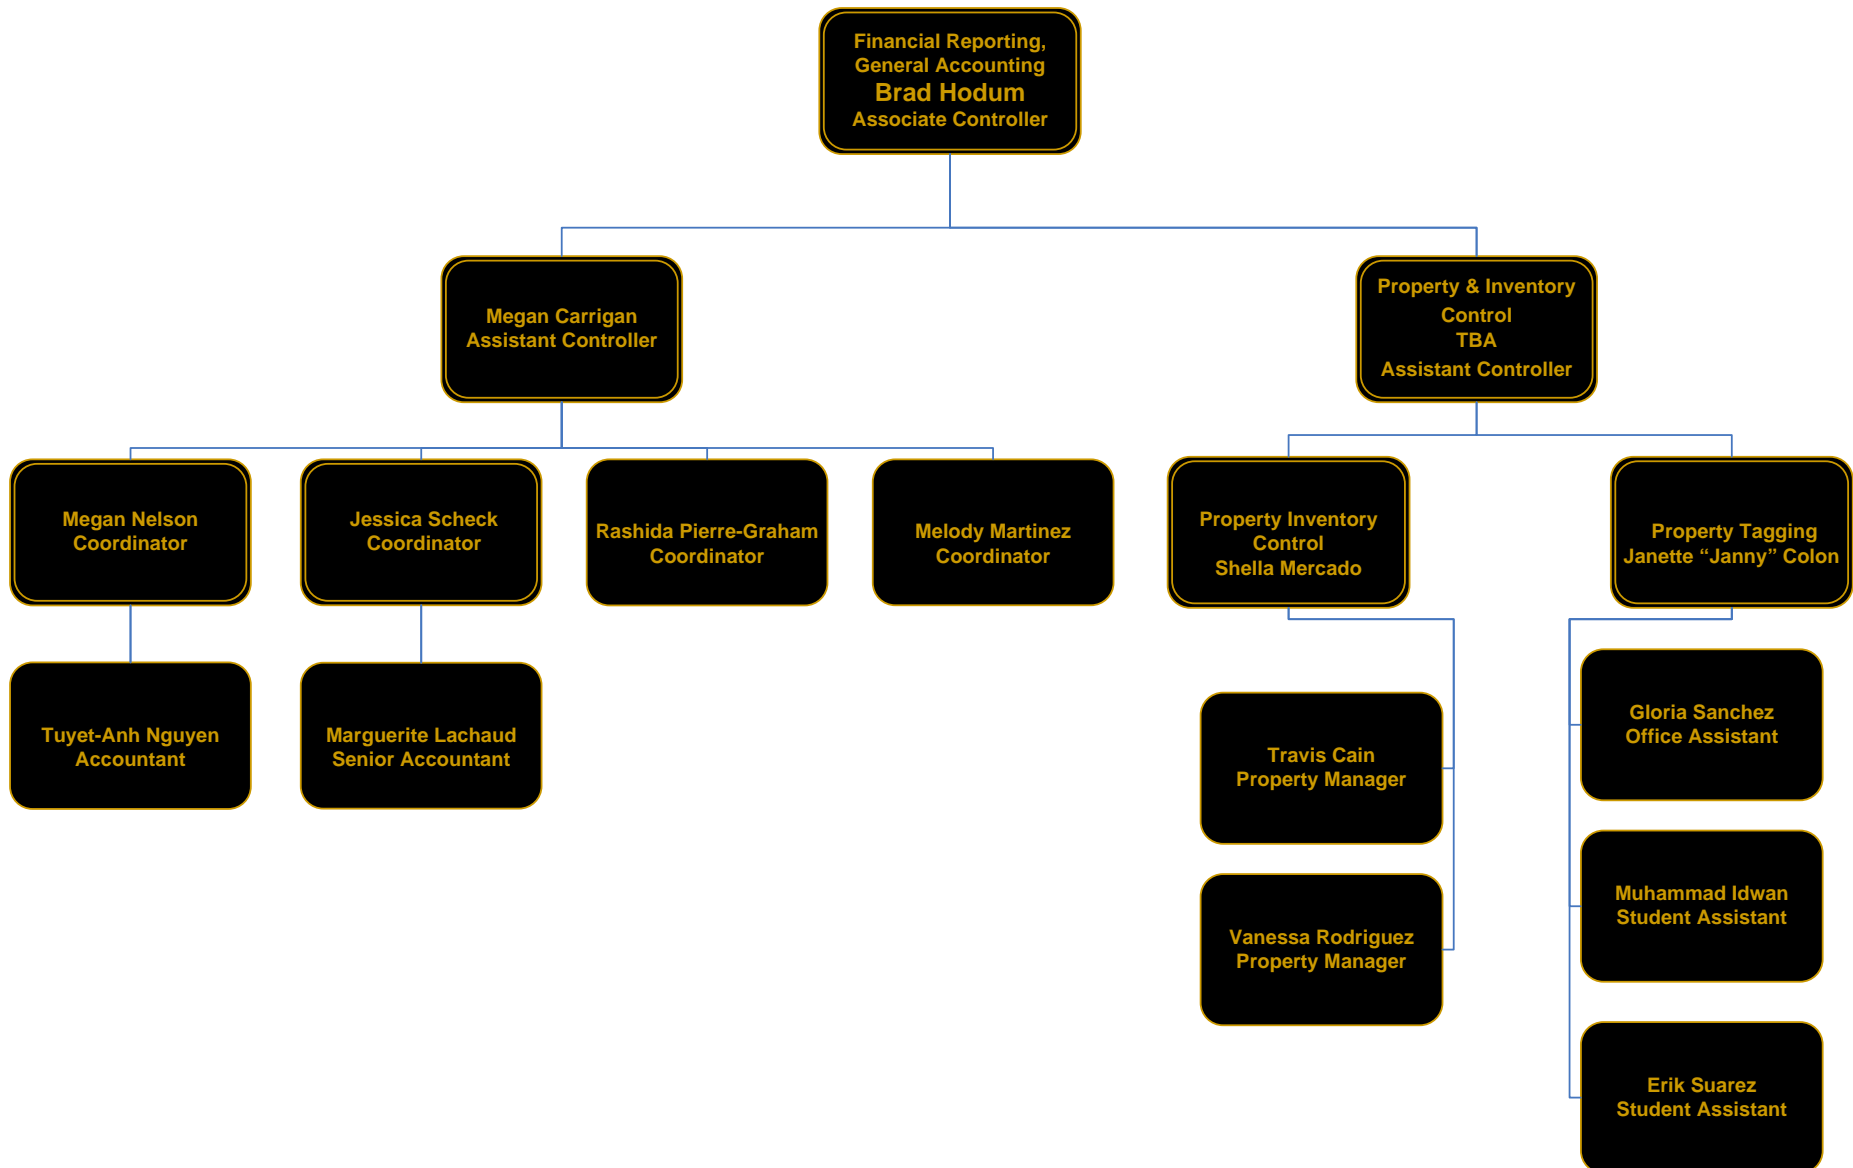 Financial Reporting,
General Accounting
Brad Hodum
Associate Controller
Megan Carrigan
Assistant Controller
Property & Inventory
Control
TBA
Assistant Controller
Megan Nelson
Coordinator
Jessica Scheck
Coordinator
Rashida Pierre-Graham
Coordinator
Melody Martinez
Coordinator
Property Inventory
Control
Shella Mercado
Property Tagging
Janette “Janny” Colon
Tuyet-Anh Nguyen
Accountant
Marguerite Lachaud
Senior Accountant
Travis Cain
Property Manager
Vanessa Rodriguez
Property Manager
Gloria Sanchez
Office Assistant
Muhammad Idwan
Student Assistant
Erik Suarez
Student Assistant